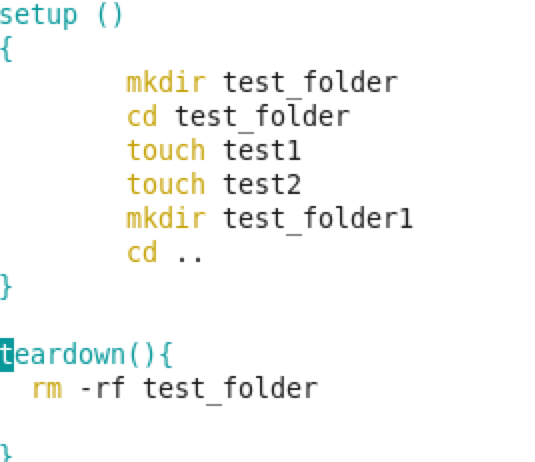 setup ()
{
        mkdir test_folder
        cd test_folder
        touch test1
        touch test2
        mkdir test_folder1
        cd ..
}

teardown(){
  rm -rf test_folder

}